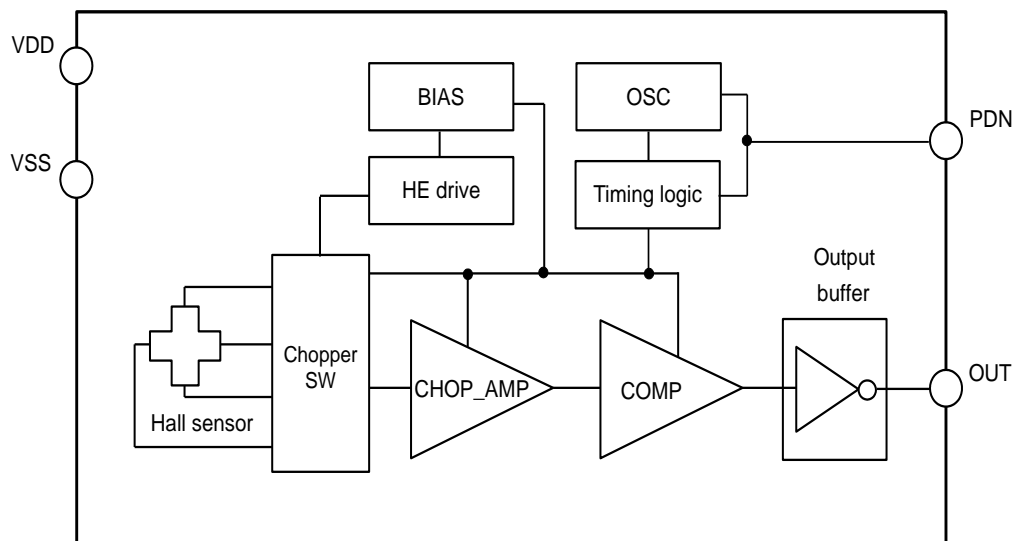 VDD
VSS
BIAS
OSC
PDN
HE drive
Timing logic
Output
buffer
Chopper
SW
CHOP_AMP
COMP
OUT
Hall sensor